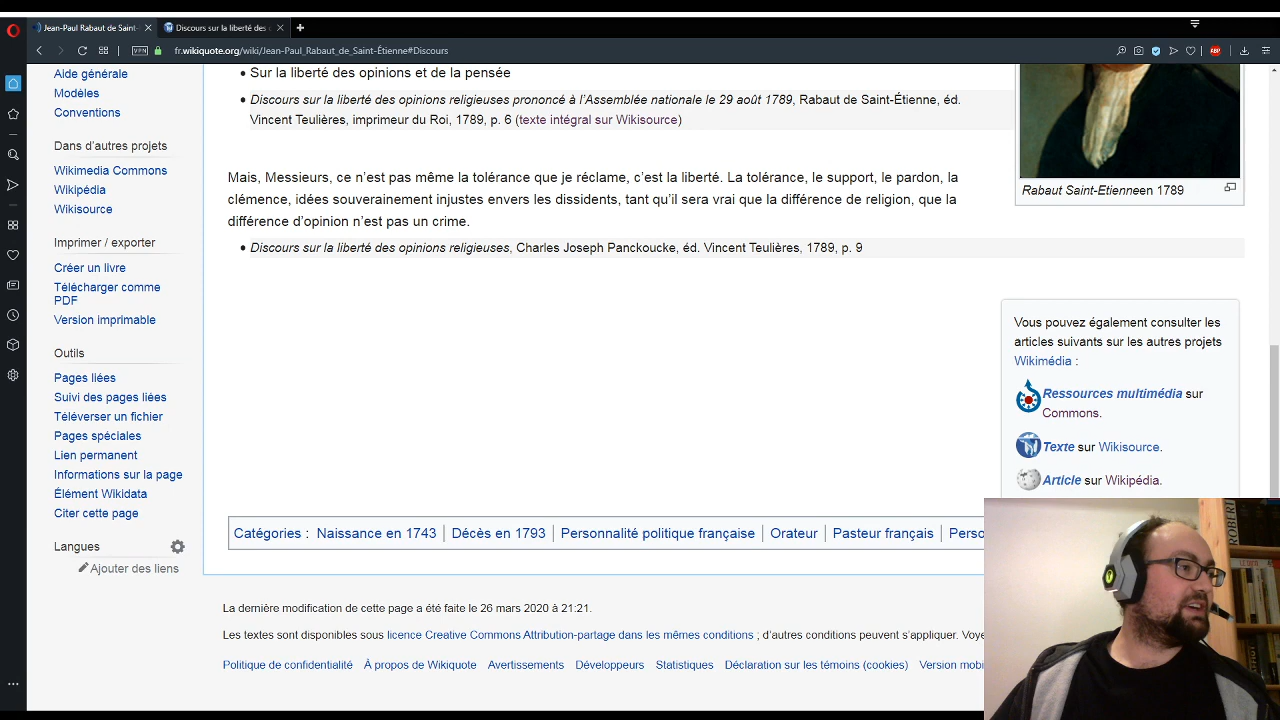 Jean-Paul Rabaut de Saint-
Discours sur la liberté des
VPN
fr.wikiquote.org/wiki/Jean-Paul_Rabaut_de_Saint-Étienne#Discours
ABP
Aide générale
Modèles
Conventions
Dans d'autres projets
Wikimedia Commons
Wikipédia
Wikisource
Imprimer / exporter
Créer un livre
Télécharger comme
PDF
Version imprimable
Outils
Pages liées
Suivi des pages liées
Téléverser un fichier
Pages spéciales
Lien permanent
Informations sur la page
Élément Wikidata
Citer cette page
Langues
Ajouter des liens
• Sur la liberté des opinions et de la pensée
• Discours sur la liberté des opinions religieuses prononcé à l'Assemblée nationale le 29 août 1789, Rabaut de Saint-Étienne, éd.
Vincent Teulières, imprimeur du Roi, 1789, p. 6 (texte intégral sur Wikisource)
Mais, Messieurs, ce n'est pas même la tolérance que je réclame, c'est la liberté. La tolérance, le support, le pardon, la
clémence, idées souverainement injustes envers les dissidents, tant qu'il sera vrai que la différence de religion, que la
différence d'opinion n'est pas un crime.
• Discours sur la liberté des opinions religieuses, Charles Joseph Panckoucke, éd. Vincent Teulières, 1789, p. 9
Rabaut Saint-Etienneen 1789
Vous pouvez également consulter les
articles suivants sur les autres projets
Wikimédia :
Ressources multimédia sur
Commons.
Texte sur Wikisource.
Article sur Wikipédia.
Catégories : Naissance en 1743 | Décès en 1793 | Personnalité politique française | Orateur | Pasteur français | Perso
La dernière modification de cette page a été faite le 26 mars 2020 à 21:21.
Les textes sont disponibles sous licence Creative Commons Attribution-partage dans les mêmes conditions ; d'autres conditions peuvent s'appliquer. Voye
Politique de confidentialité À propos de Wikiquote Avertissements Développeurs Statistiques Déclaration sur les témoins (cookies) Version mobi
ROBERT